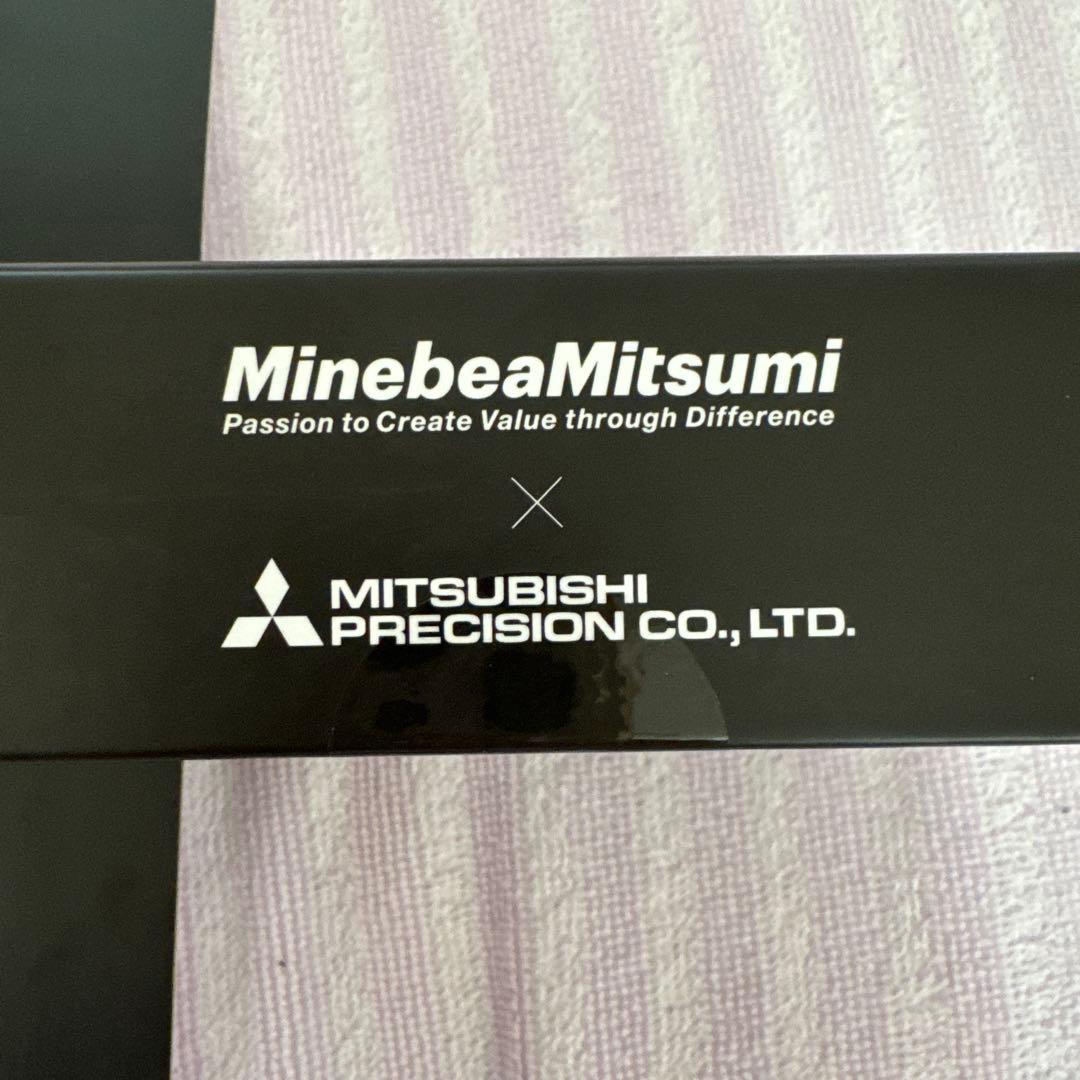 MinebeaMitsumi
Passion to Create Value through Difference
×
MITSUBISHI
PRECISION CO., LTD.